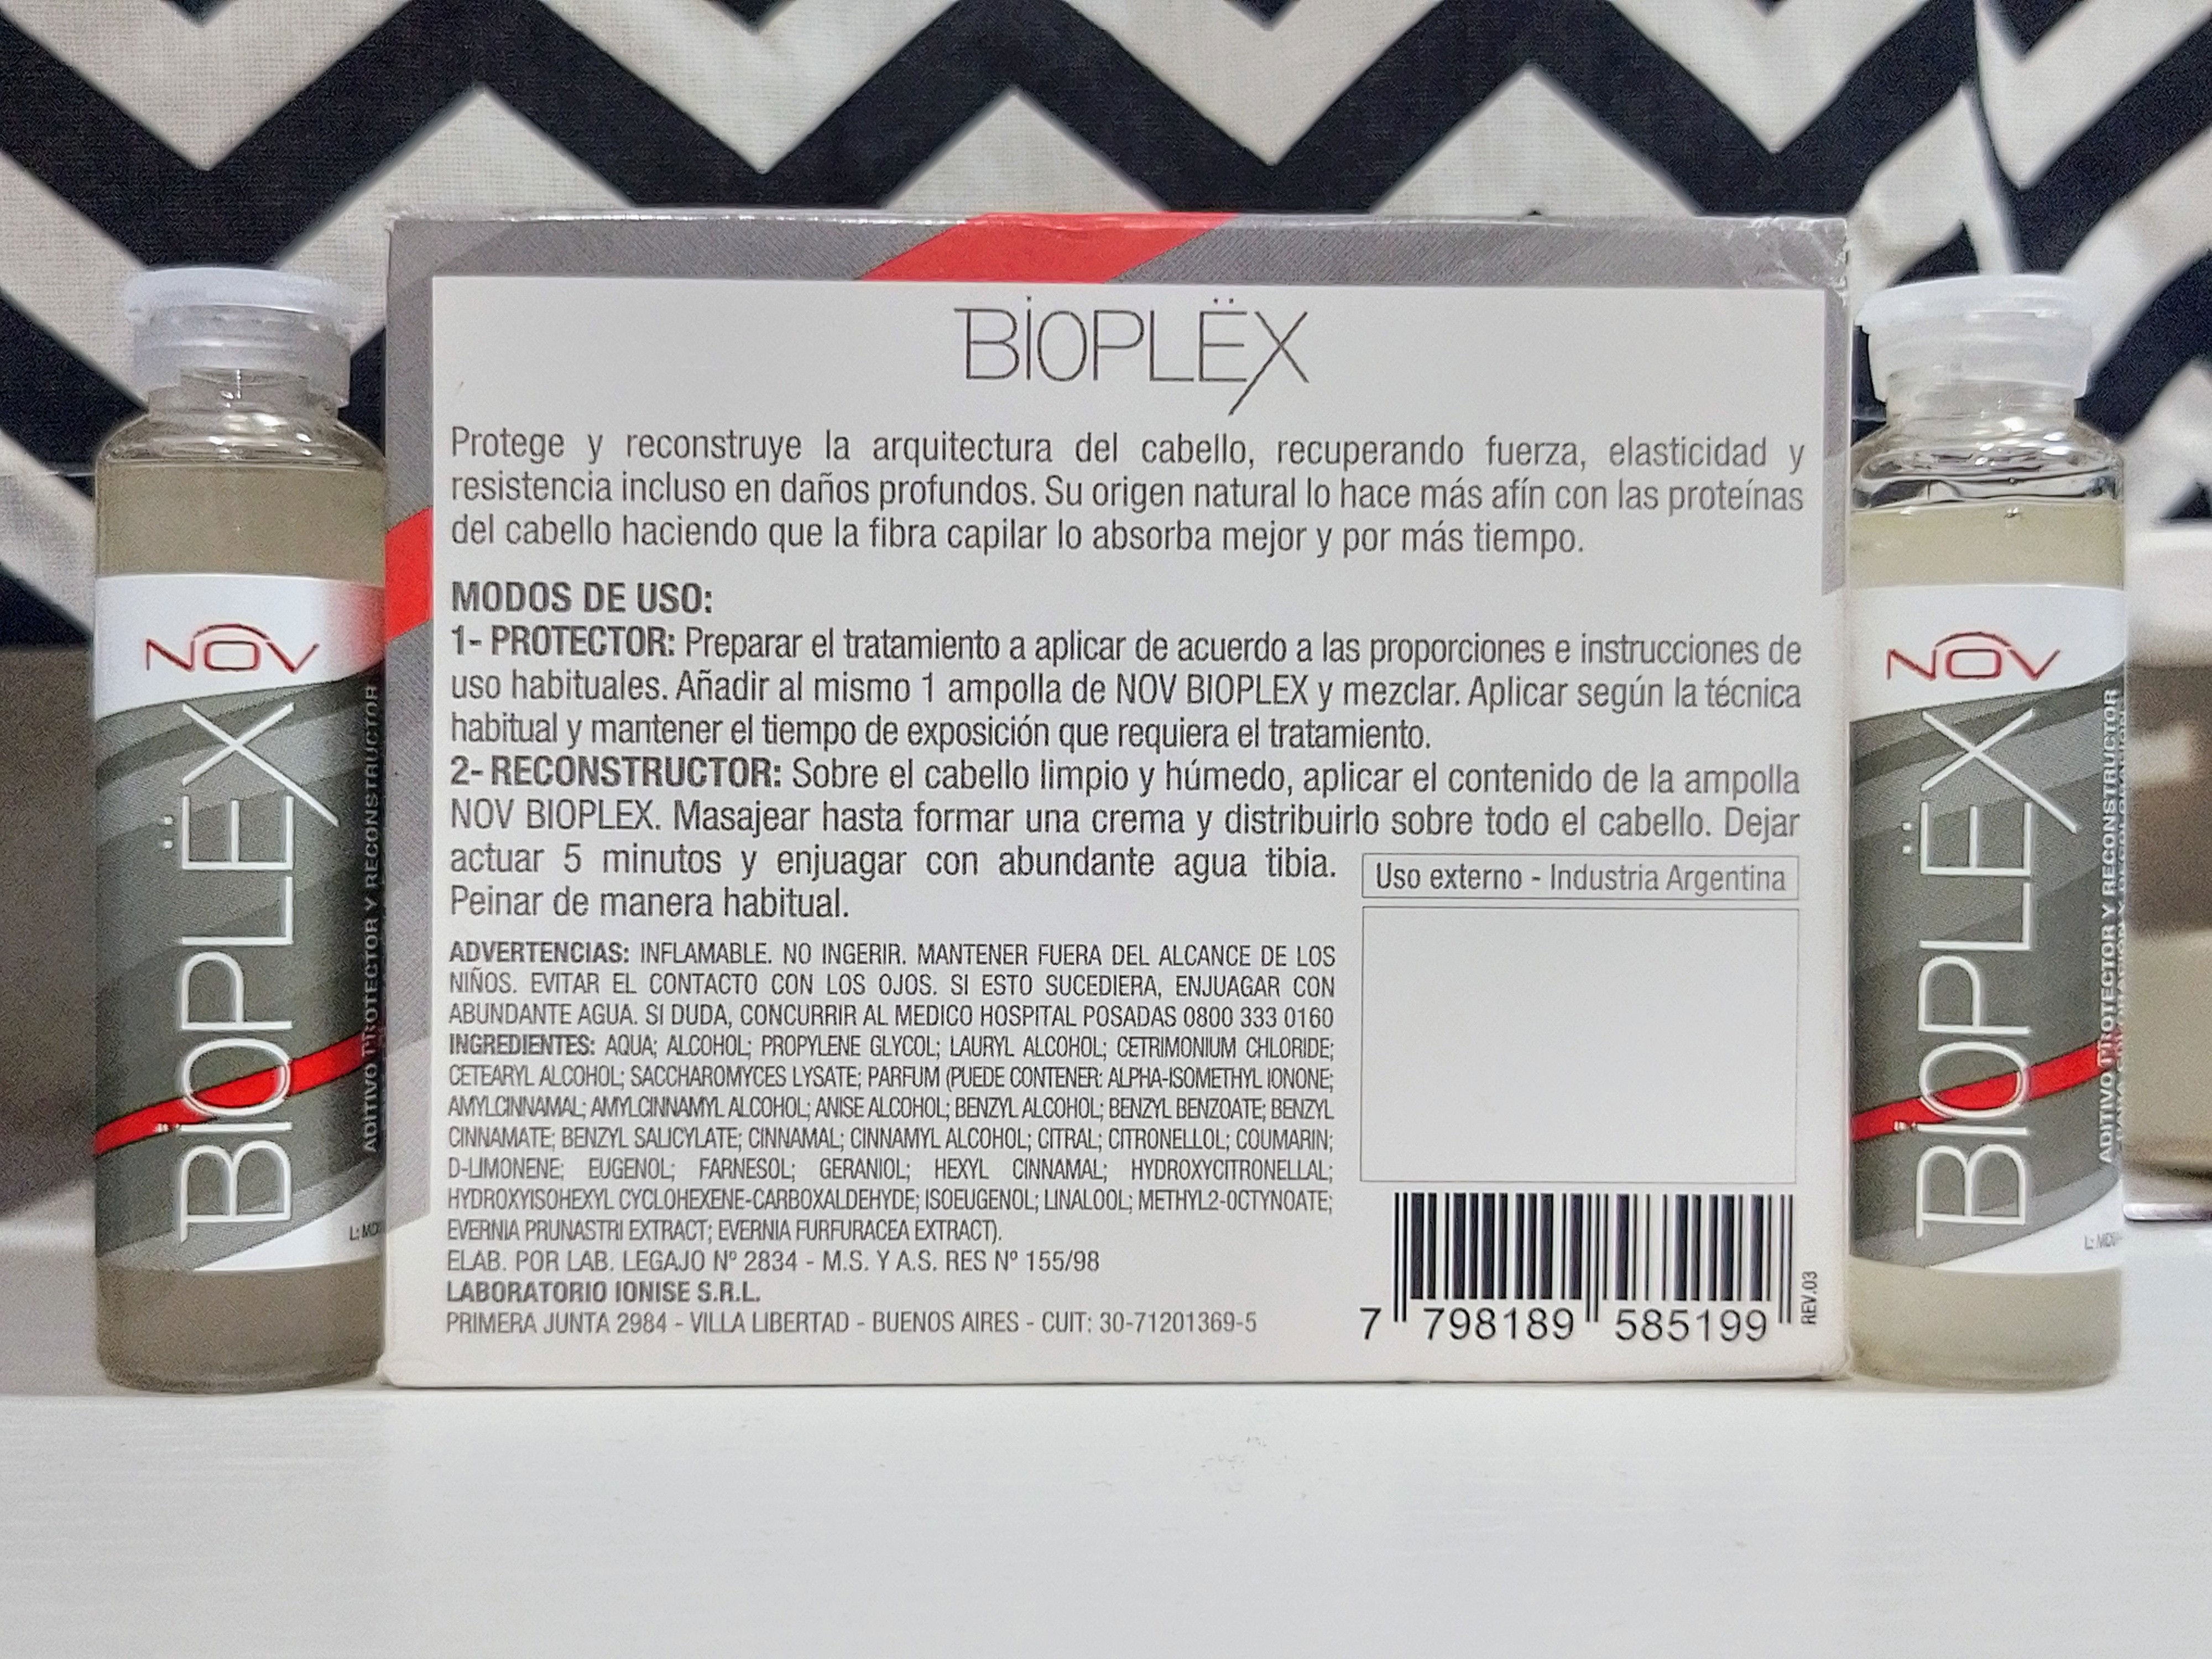 BİOPLËX
Protege y reconstruye la arquitectura del cabello, recuperando fuerza, elasticidad y
resistencia incluso en daños profundos. Su origen natural lo hace más afín con las proteínas
del cabello haciendo que la fibra capilar lo absorba mejor y por más tiempo.
MODOS DE USO:
1- PROTECTOR: Preparar el tratamiento a aplicar de acuerdo a las proporciones e instrucciones de
uso habituales. Añadir al mismo 1 ampolla de NOV BIOPLEX y mezclar. Aplicar según la técnica
habitual y mantener el tiempo de exposición que requiera el tratamiento.
2- RECONSTRUCTOR: Sobre el cabello limpio y húmedo, aplicar el contenido de la ampolla
NOV BIOPLEX. Masajear hasta formar una crema y distribuirlo sobre todo el cabello. Dejar
actuar 5 minutos y enjuagar con abundante agua tibia.
Peinar de manera habitual.
Uso externo - Industria Argentina
ADVERTENCIAS: INFLAMABLE. NO INGERIR. MANTENER FUERA DEL ALCANCE DE LOS
NIÑOS. EVITAR EL CONTACTO CON LOS OJOS. SI ESTO SUCEDIERA, ENJUAGAR CON
ABUNDANTE AGUA. SI DUDA, CONCURRIR AL MEDICO HOSPITAL POSADAS 0800 333 0160
INGREDIENTES: AQUA; ALCOHOL; PROPYLENE GLYCOL; LAURYL ALCOHOL; CETRIMONIUM CHLORIDE;
CETEARYL ALCOHOL; SACCHAROMYCES LYSATE; PARFUM (PUEDE CONTENER: ALPHA-ISOMETHYL IONONE;
AMYLCINNAMAL; AMYLCINNAMYL ALCOHOL; ANISE ALCOHOL; BENZYL ALCOHOL; BENZYL BENZOATE; BENZYL
CINNAMATE; BENZYL SALICYLATE; CINNAMAL; CINNAMYL ALCOHOL; CITRAL; CITRONELLOL; COUMARIN;
D-LIMONENE; EUGENOL; FARNESOL; GERANIOL; HEXYL CINNAMAL; HYDROXYCITRONELLAL;
HYDROXYISOHEXYL CYCLOHEXENE-CARBOXALDEHYDE; ISOEUGENOL; LINALOOL; METHYL2-OCTYNOATE;
EVERNIA PRUNASTRI EXTRACT; EVERNIA FURFURACEA EXTRACT).
ELAB. POR LAB. LEGAJO Nº 2834 - M.S. Y A.S. RES Nº 155/98
LABORATORIO IONISE S.R.L.
PRIMERA JUNTA 2984 - VILLA LIBERTAD - BUENOS AIRES - CUIT: 30-71201369-5
7 798189 585199
REV.03
NOV
BİOPLËX
ADITIVO PROTECTOR Y RECONSTRUCTOR
NOV
BİOPLËX
ADITIVO PROTECTOR Y RECONSTRUCTOR